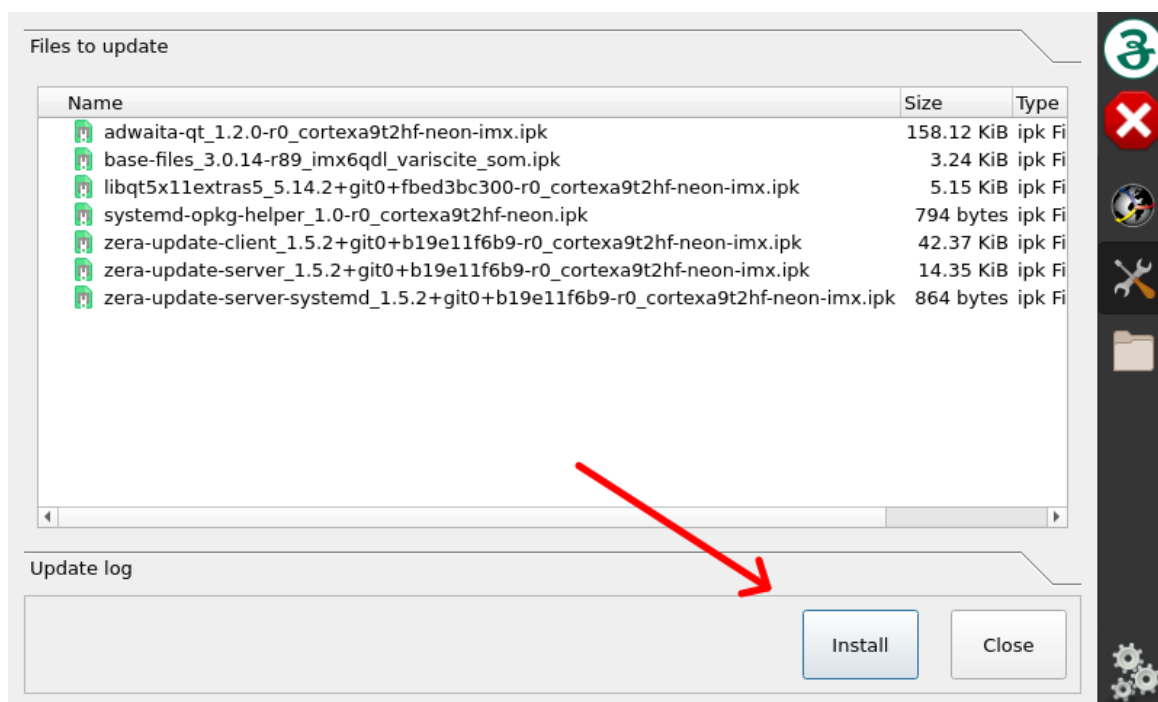 Files to update
Name Size Type
adwaita-qt_1.2.0-r0_cortexa9t2hf-neon-imx.ipk 158.12 KiB ipk Fi
base-files_3.0.14-r89_imx6qdl_variscite_som.ipk 3.24 KiB ipk Fi
libqt5x11extras5_5.14.2+git0+fbed3bc300-r0_cortexa9t2hf-neon-imx.ipk 5.15 KiB ipk Fi
systemd-opkg-helper_1.0-r0_cortexa9t2hf-neon.ipk 794 bytes ipk Fi
zera-update-client_1.5.2+git0+b19e11f6b9-r0_cortexa9t2hf-neon-imx.ipk 42.37 KiB ipk Fi
zera-update-server_1.5.2+git0+b19e11f6b9-r0_cortexa9t2hf-neon-imx.ipk 14.35 KiB ipk Fi
zera-update-server-systemd_1.5.2+git0+b19e11f6b9-r0_cortexa9t2hf-neon-imx.ipk 864 bytes ipk Fi
Update log
Install Close